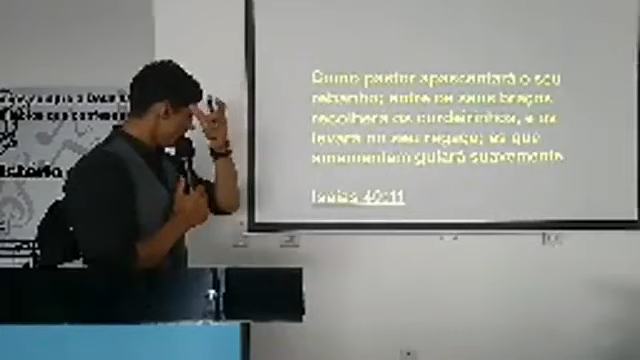 Como pastor apascentará o seu
rebanho; entre os seus braços
recolherá os cordeirinhos, e os
levará no seu regaço; as que
amamentam guiará suavemente
Isaías 40:11